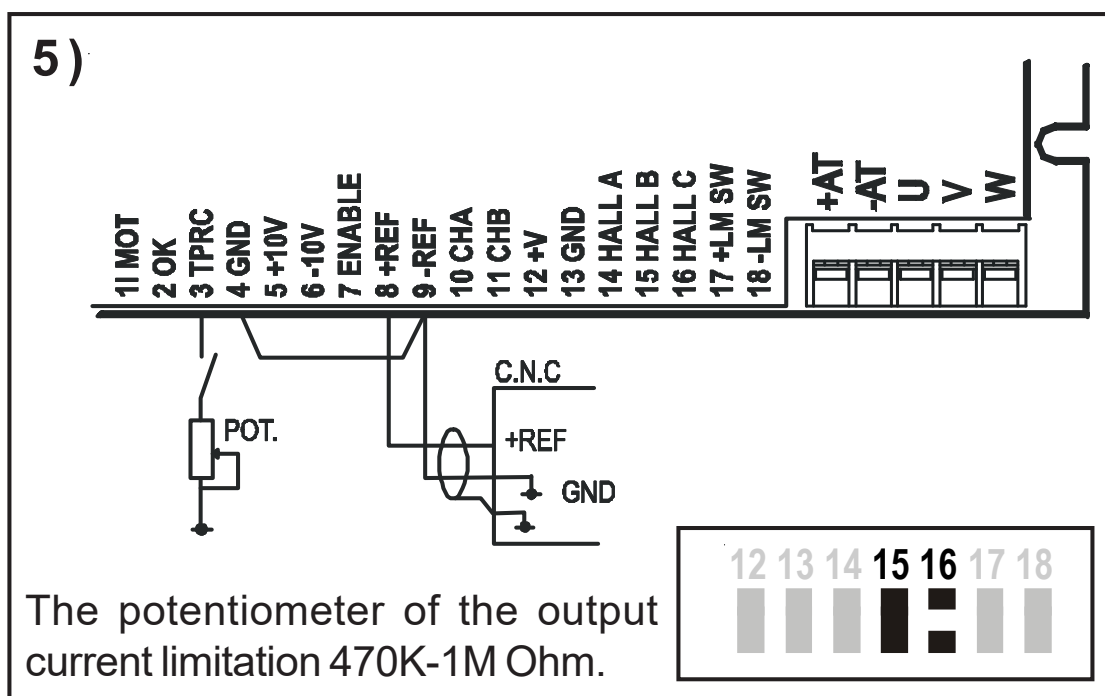 5)
1I MOT
2 OK
3 TPRC
4 GND
5 +10V
6 -10V
7 ENABLE
8 +REF
9 -REF
10 CHA
11 CHB
12 +V
13 GND
14 HALL A
15 HALL B
16 HALL C
17 +LM SW
18 -LM SW
+AT
-AT
U
V
W
C.N.C
POT.
+REF
GND
12 13 14 15 16 17 18
The potentiometer of the output
current limitation 470K-1M Ohm.